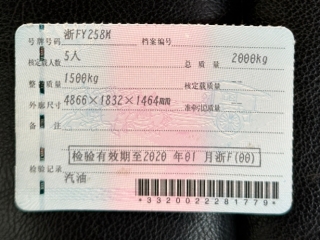 号牌号码 浙FY258M 档案编号
核定载人数 5人 总质量 2000kg
整备质量 1500kg 核定载质量
外廓尺寸 4866×1832×1464 准牵引总质量
备注
检验有效期至2020年01月浙F(00)
检验记录
汽油
*3320022281779*